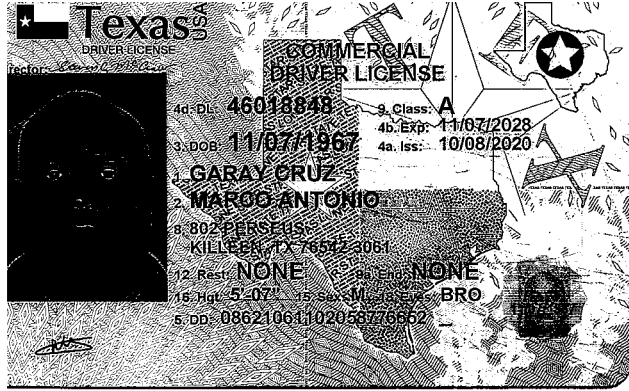 Texas USA
DRIVER LICENSE
COMMERCIAL
DRIVER LICENSE
4d. DL: 46018848 9. Class: A
3. DOB: 11/07/1967 4b. Exp: 11/07/2028
4a. Iss: 10/08/2020
1. GARAY CRUZ
2. MARCO ANTONIO
8. 802 PERSEUS
KILLEEN, TX 76542-3061
12. Rest: NONE 9a. End: NONE
16. Hgt: 5'-07" 15. Sex: M 18. Eyes: BRO
5. DD: 08621061102058776652